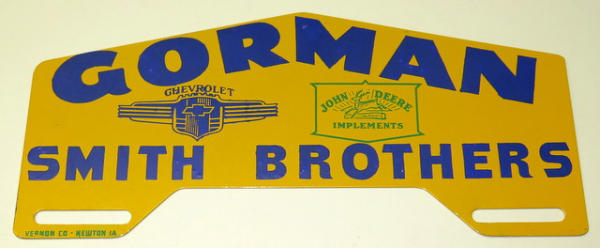 GORMAN
CHEVROLET
JOHN DEERE
IMPLEMENTS
SMITH BROTHERS
VERNON CO - NEWTON IA